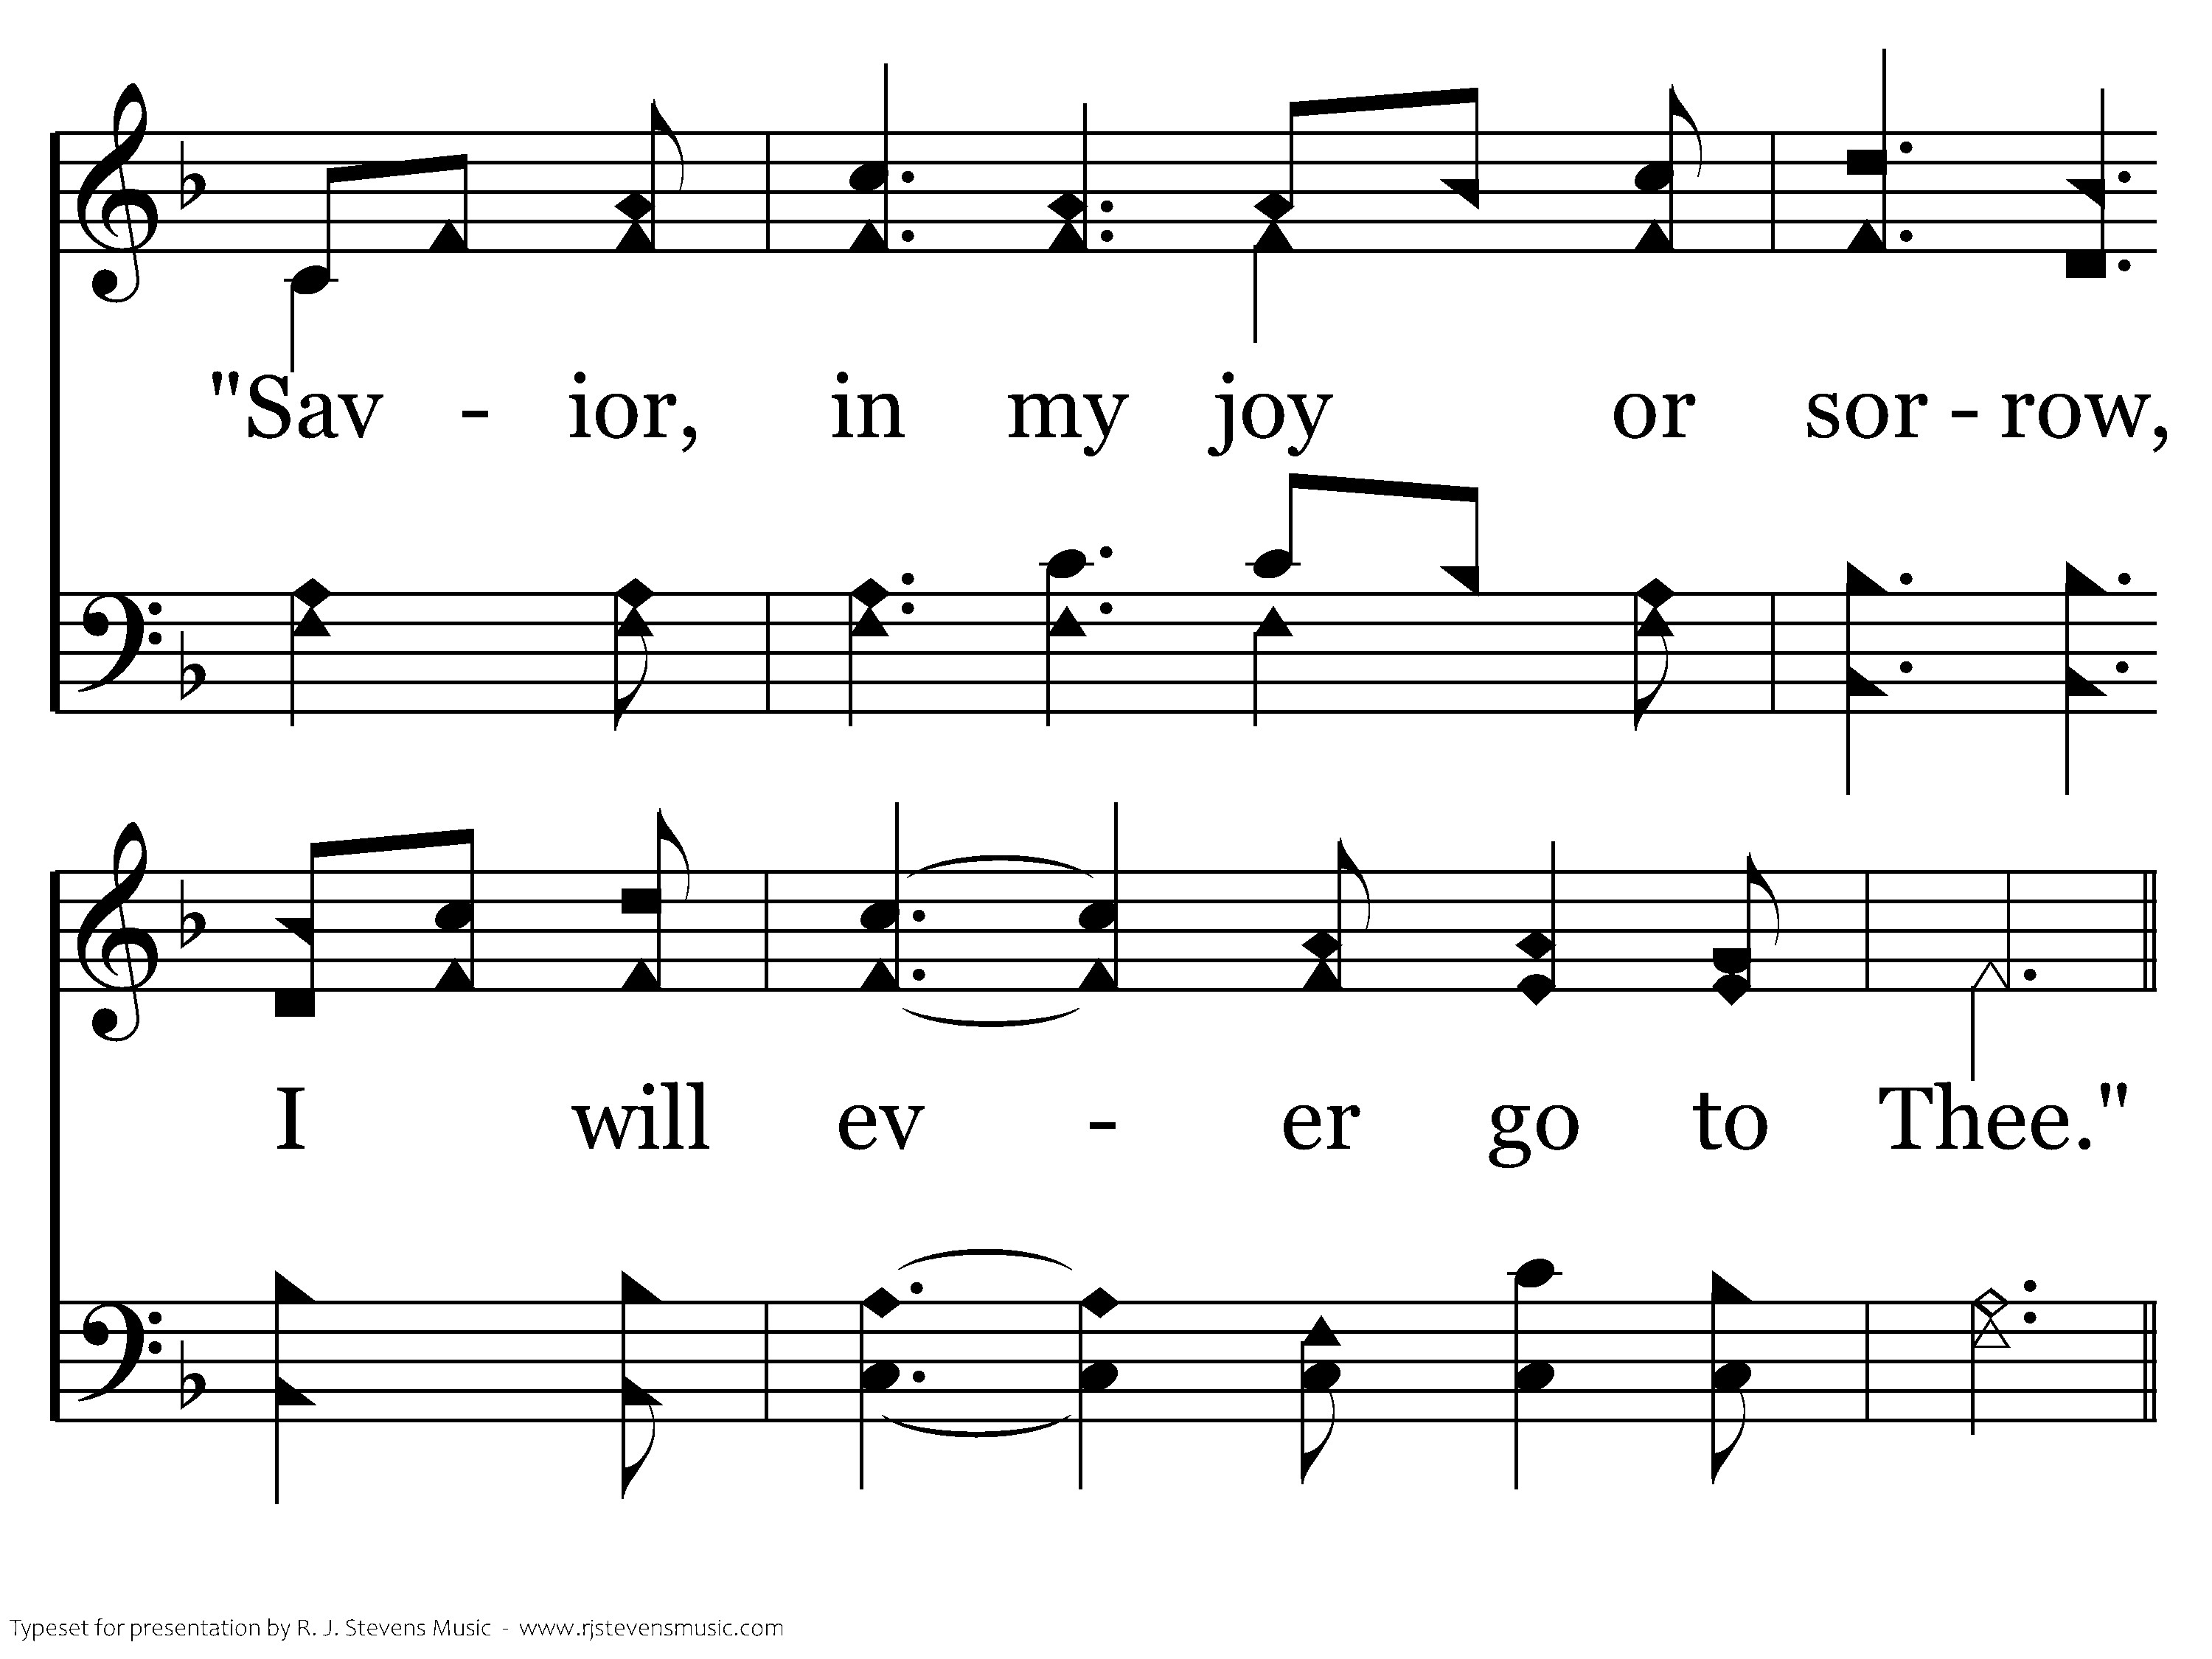 "Sav - ior, in my joy or sor - row,
I will ev - er go to Thee."
Typeset for presentation by R. J. Stevens Music - www.rjstevensmusic.com